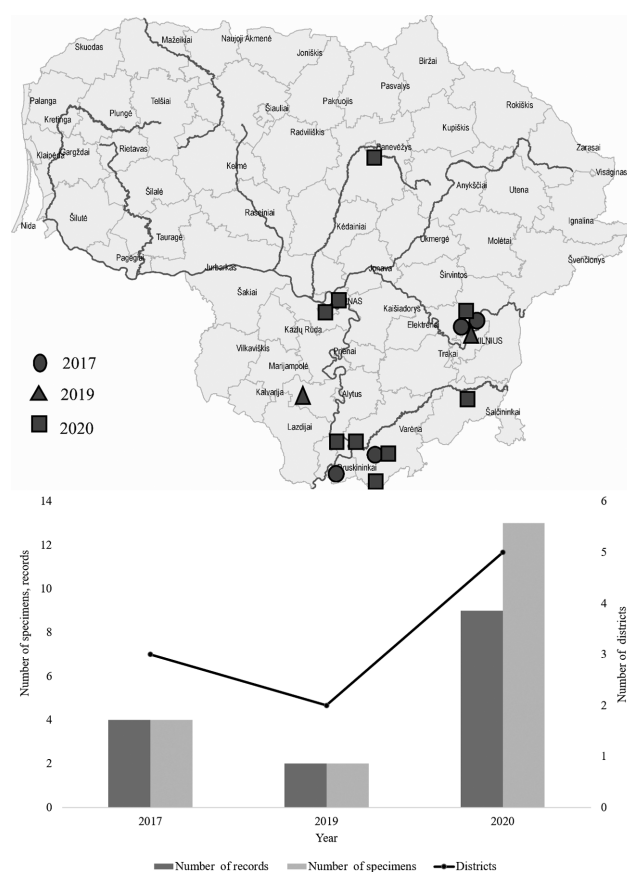 Skuodas
Mažeikiai
Naujoji Akmenė
Joniškis
Biržai
Palanga
Kretinga
Plungė
Telšiai
Šiauliai
Pakruojis
Pasvalys
Rokiškis
Klaipėda
Gargždai
Rietavas
Radviliškis
Panevėžys
Kupiškis
Zarasai
Visaginas
Kelmė
Anykščiai
Utena
Šilalė
Šilutė
Raseiniai
Kėdainiai
Ignalina
Nida
Tauragė
Ukmergė
Molėtai
Pagėgiai
Jurbarkas
Jonava
Širvintos
Švenčionys
Šakiai
NAS
Kaišiadorys
Kazlų Rūda
Elektrėnai
VILNIUS
Vilkaviškis
Prienai
Trakai
2017
Marijampolė
2019
Kalvarija
Alytus
Šalčininkai
2020
Lazdijai
Varėna
Druskininkai
14
12
10
8
6
4
2
0
Number of specimens, records
6
5
4
3
2
1
0
Number of districts
2017 2019 2020
Year
Number of records Number of specimens Districts